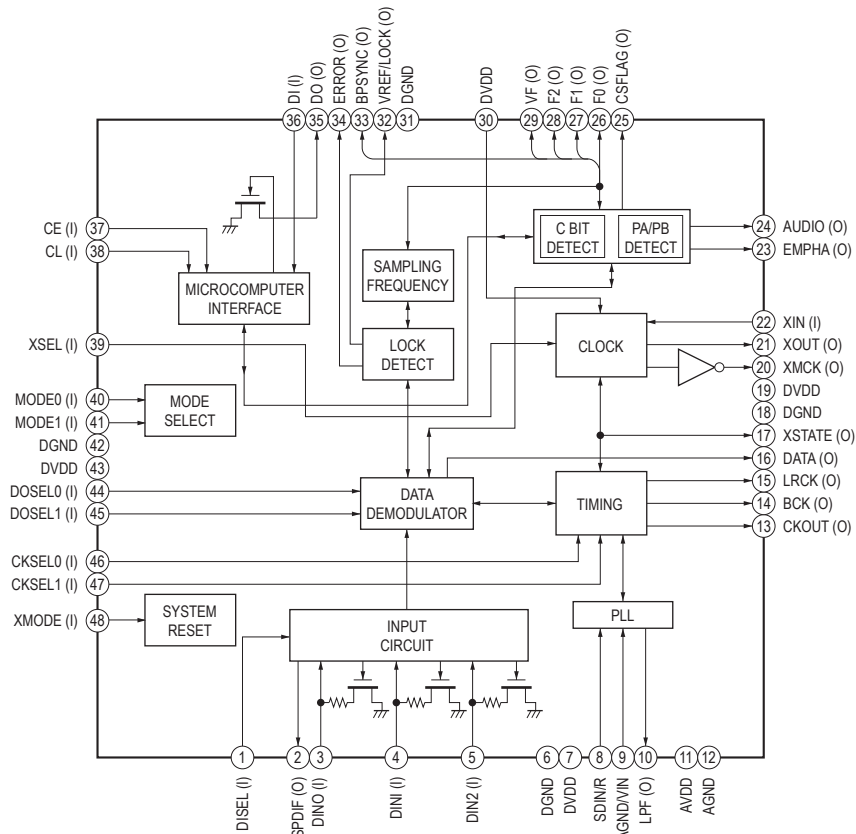 DI (I)
DO (O)
ERROR (O)
BPSYNC (O)
VREF/LOCK (O)
DGND
DVDD
VF (O)
F2 (O)
F1 (O)
F0 (O)
CSFLAG (O)
36 35 34 33 32 31 30 29 28 27 26 25
CE (I) 37
CL (I) 38
MICROCOMPUTER
INTERFACE
SAMPLING
FREQUENCY
C BIT
DETECT
PA/PB
DETECT
24 AUDIO (O)
23 EMPHA (O)
XSEL (I) 39
LOCK
DETECT
CLOCK
22 XIN (I)
21 XOUT (O)
20 XMCK (O)
19 DVDD
18 DGND
17 XSTATE (O)
16 DATA (O)
15 LRCK (O)
14 BCK (O)
13 CKOUT (O)
MODE0 (I) 40
MODE1 (I) 41
MODE
SELECT
DGND 42
DVDD 43
DOSEL0 (I) 44
DOSEL1 (I) 45
DATA
DEMODULATOR
TIMING
CKSEL0 (I) 46
CKSEL1 (I) 47
XMODE (I) 48
SYSTEM
RESET
INPUT
CIRCUIT
PLL
1 2 3 4 5 6 7 8 9 10 11 12
DISEL (I)
SPDIF (O)
DINO (I)
DINI (I)
DIN2 (I)
DGND
DVDD
SDIN/R
AGND/VIN
LPF (O)
AVDD
AGND